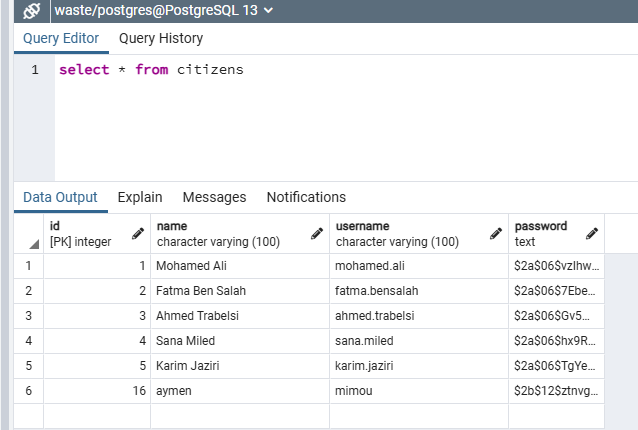 waste/postgres@PostgreSQL 13
Query Editor Query History
1 select * from citizens
Data Output Explain Messages Notifications
id name username password
[PK] integer character varying (100) character varying (100) text
1 1 Mohamed Ali mohamed.ali $2a$06$vzIhw...
2 2 Fatma Ben Salah fatma.bensalah $2a$06$7Ebe...
3 3 Ahmed Trabelsi ahmed.trabelsi $2a$06$Gv5...
4 4 Sana Miled sana.miled $2a$06$hx9R...
5 5 Karim Jaziri karim.jaziri $2a$06$TgYe...
6 16 aymen mimou $2b$12$ztnvg...